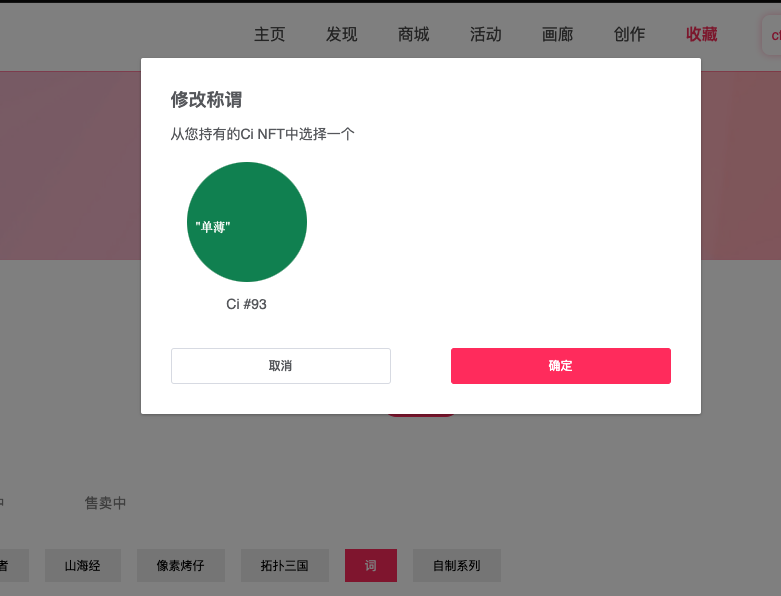 主页 发现 商城 活动 画廊 创作 收藏
修改称谓
从您持有的Ci NFT中选择一个
"单薄"
Ci #93
取消 确定
售卖中
者 山海经 像素烤仔 拓扑三国 词 自制系列